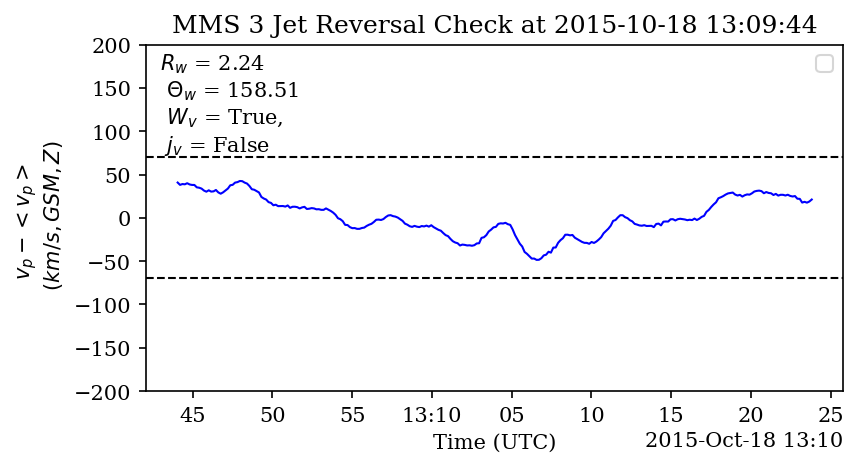 MMS 3 Jet Reversal Check at 2015-10-18 13:09:44
R_w = 2.24
Θ_w = 158.51
W_v = True,
j_v = False
v_p − < v_p >
(km/s, GSM, Z)
200
150
100
50
0
−50
−100
−150
−200
45 50 55 13:10 05 10 15 20 25
Time (UTC)
2015-Oct-18 13:10